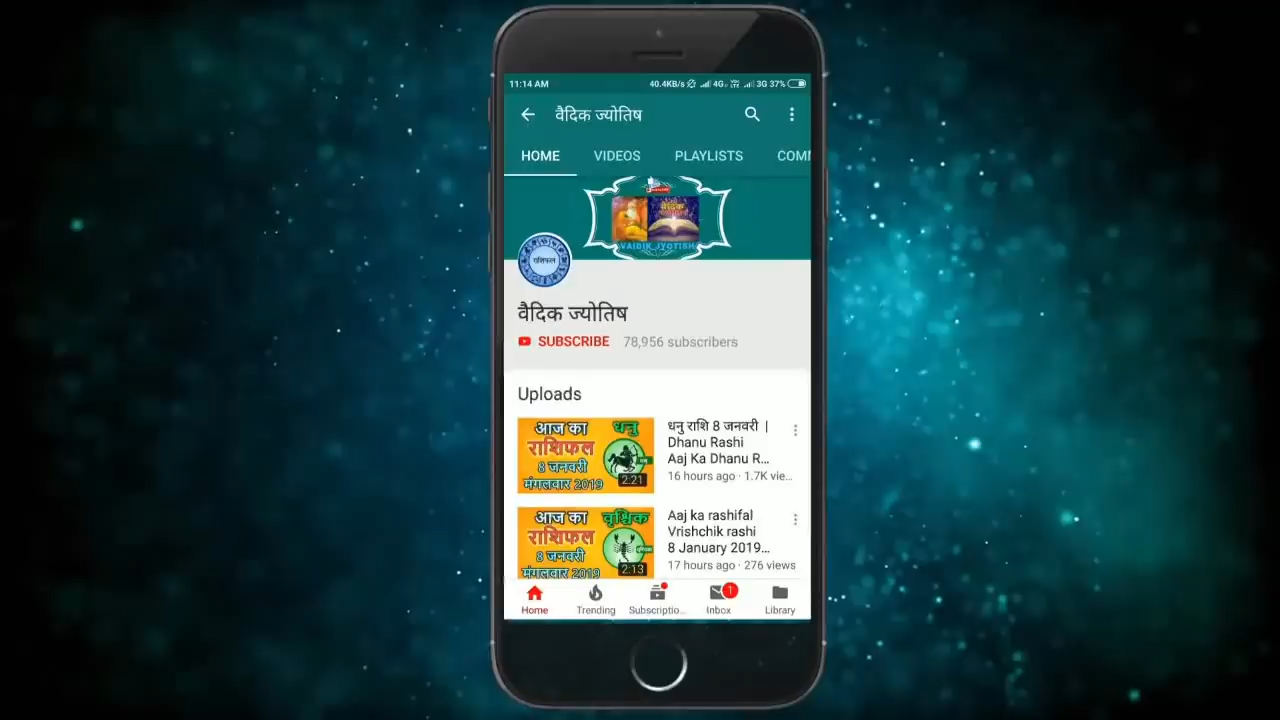 11:14 AM 40.4KB/s 4G 3G 37%
वैदिक ज्योतिष
HOME VIDEOS PLAYLISTS COMM
वैदिक
VAIDIK JYOTISH
राशिफल
वैदिक ज्योतिष
SUBSCRIBE 78,956 subscribers
Uploads
आज का धनु
राशिफल
8 जनवरी
मंगलवार 2019
2:21
धनु राशि 8 जनवरी |
Dhanu Rashi
Aaj Ka Dhanu R...
16 hours ago · 1.7K vie...
आज का वृश्चिक
राशिफल
8 जनवरी
मंगलवार 2019
2:13
Aaj ka rashifal
Vrishchik rashi
8 January 2019...
17 hours ago · 276 views
1
Home Trending Subscriptio... Inbox Library